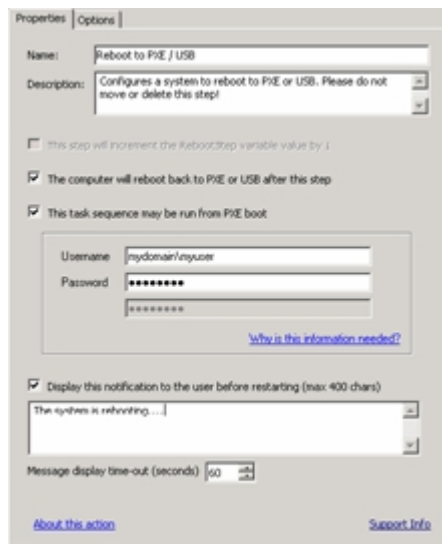 Properties Options
Name: Reboot to PXE / USB
Description: Configures a system to reboot to PXE or USB. Please do not
move or delete this step!
This step will increment the RebootStep variable value by 1
The computer will reboot back to PXE or USB after this step
This task sequence may be run from PXE boot
Username mydomain\myuser
Password ●●●●●●●●
●●●●●●●●
Why is this information needed?
Display this notification to the user before restarting (max 400 chars)
The system is rebooting....
Message display time-out (seconds) 60
About this action Support Info